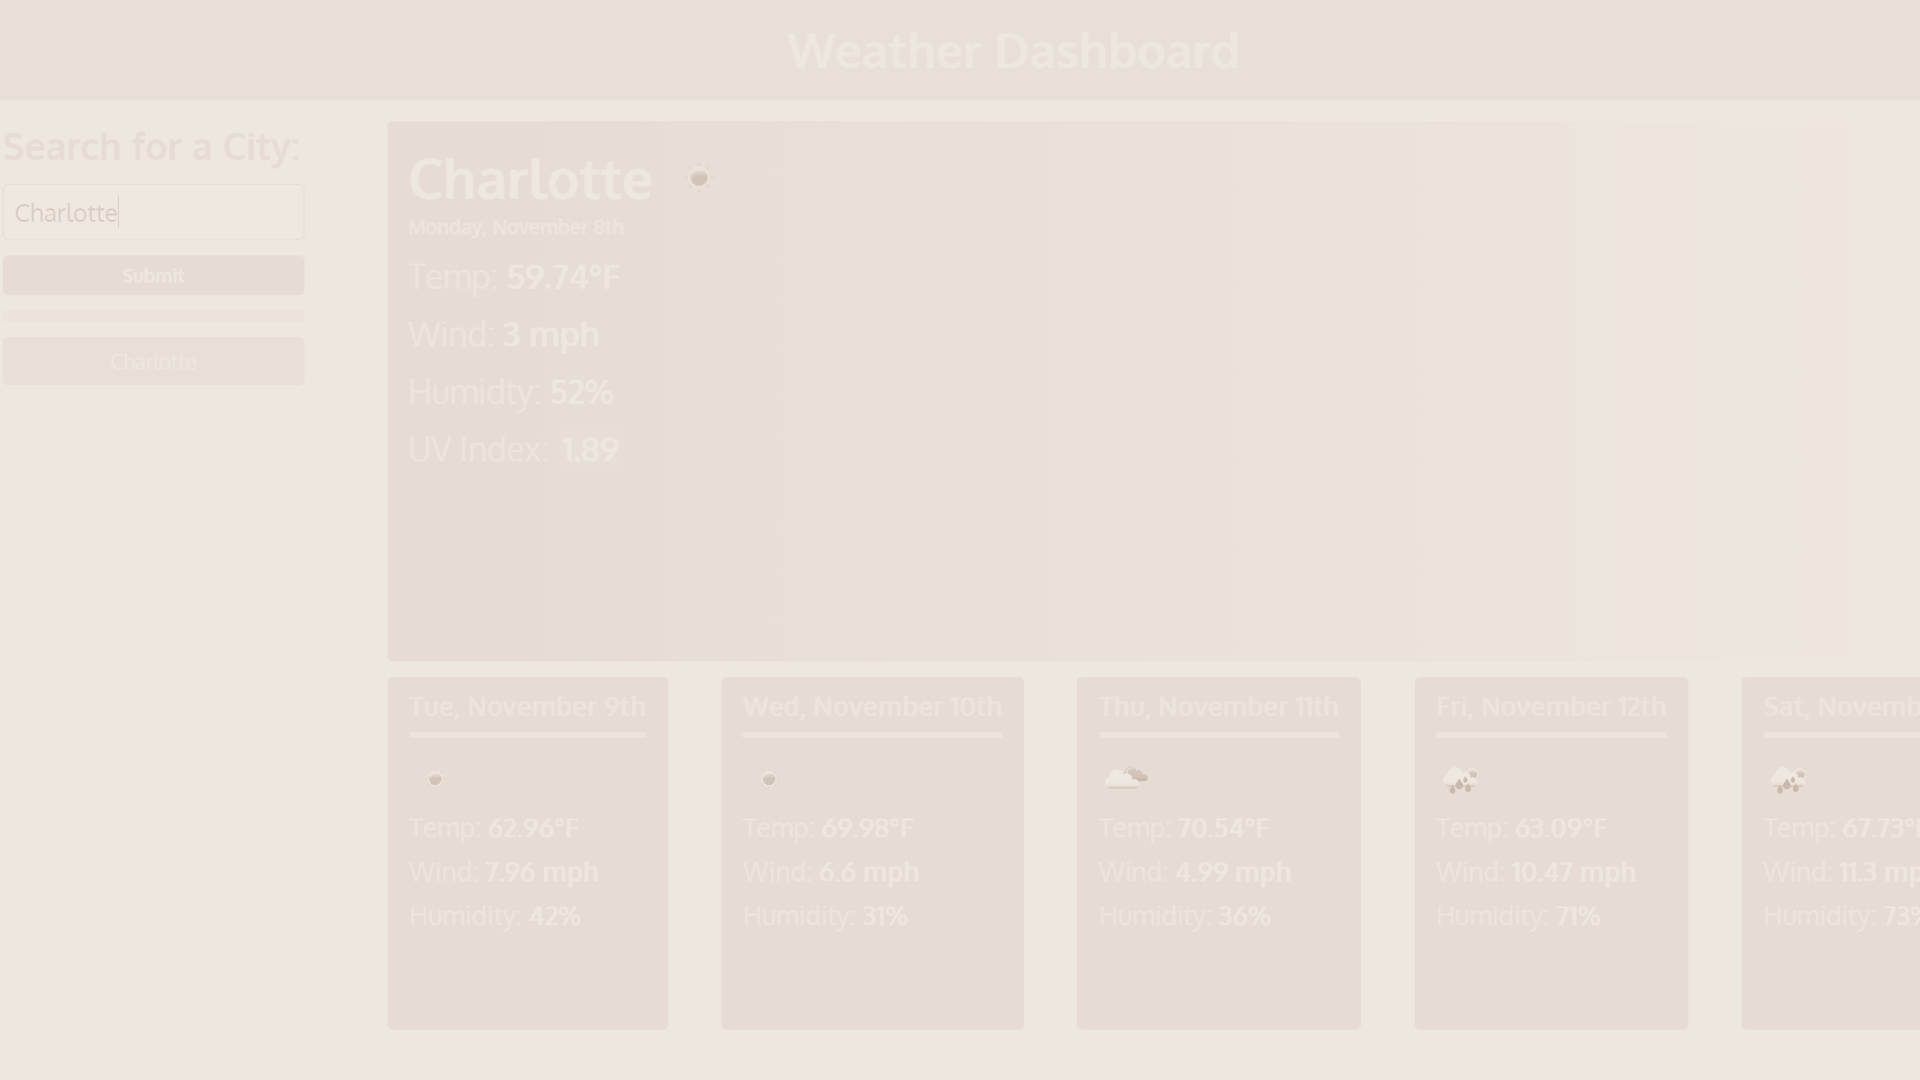 Weather Dashboard
Search for a City:
Charlotte
Submit
Charlotte
Charlotte
Monday, November 8th
Temp: 59.74°F
Wind: 3 mph
Humidty: 52%
UV Index: 1.89
Tue, November 9th
Temp: 62.96°F
Wind: 7.96 mph
Humidity: 42%
Wed, November 10th
Temp: 69.98°F
Wind: 6.6 mph
Humidity: 31%
Thu, November 11th
Temp: 70.54°F
Wind: 4.99 mph
Humidity: 36%
Fri, November 12th
Temp: 63.09°F
Wind: 10.47 mph
Humidity: 71%
Sat, Novemb
Temp: 67.73°F
Wind: 11.3 mp
Humidity: 73%